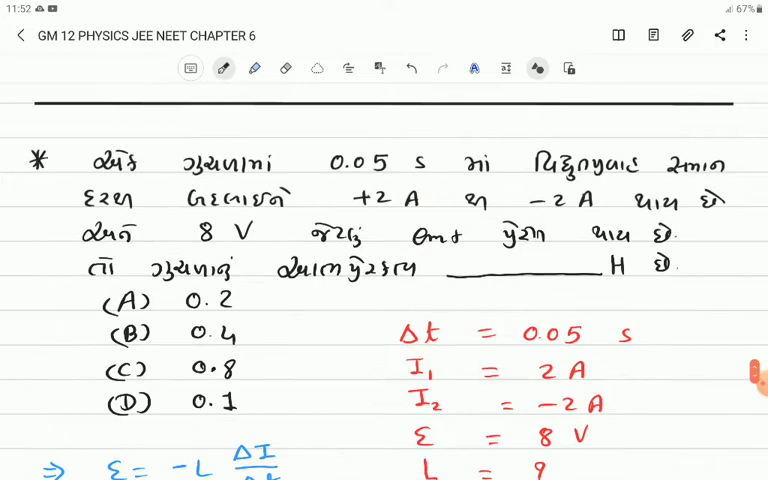 11:52
67%
GM 12 PHYSICS JEE NEET CHAPTER 6
* એક ગૂંચળામાં 0.05 s માં વિદ્યુતપ્રવાહ સમાન
દરથી બદલાઈને +2 A થી -2 A થાય છે
અને 8 V જેટલું emf પ્રેરિત થાય છે.
તો ગૂંચળાનું આત્મપ્રેરકત્વ ________ H છે.
(A) 0.2
(B) 0.4
(C) 0.8
(D) 0.1
Δt = 0.05 s
I₁ = 2 A
I₂ = -2 A
ε = 8 V
L = ?
⇒ ε = -L ΔI/Δt